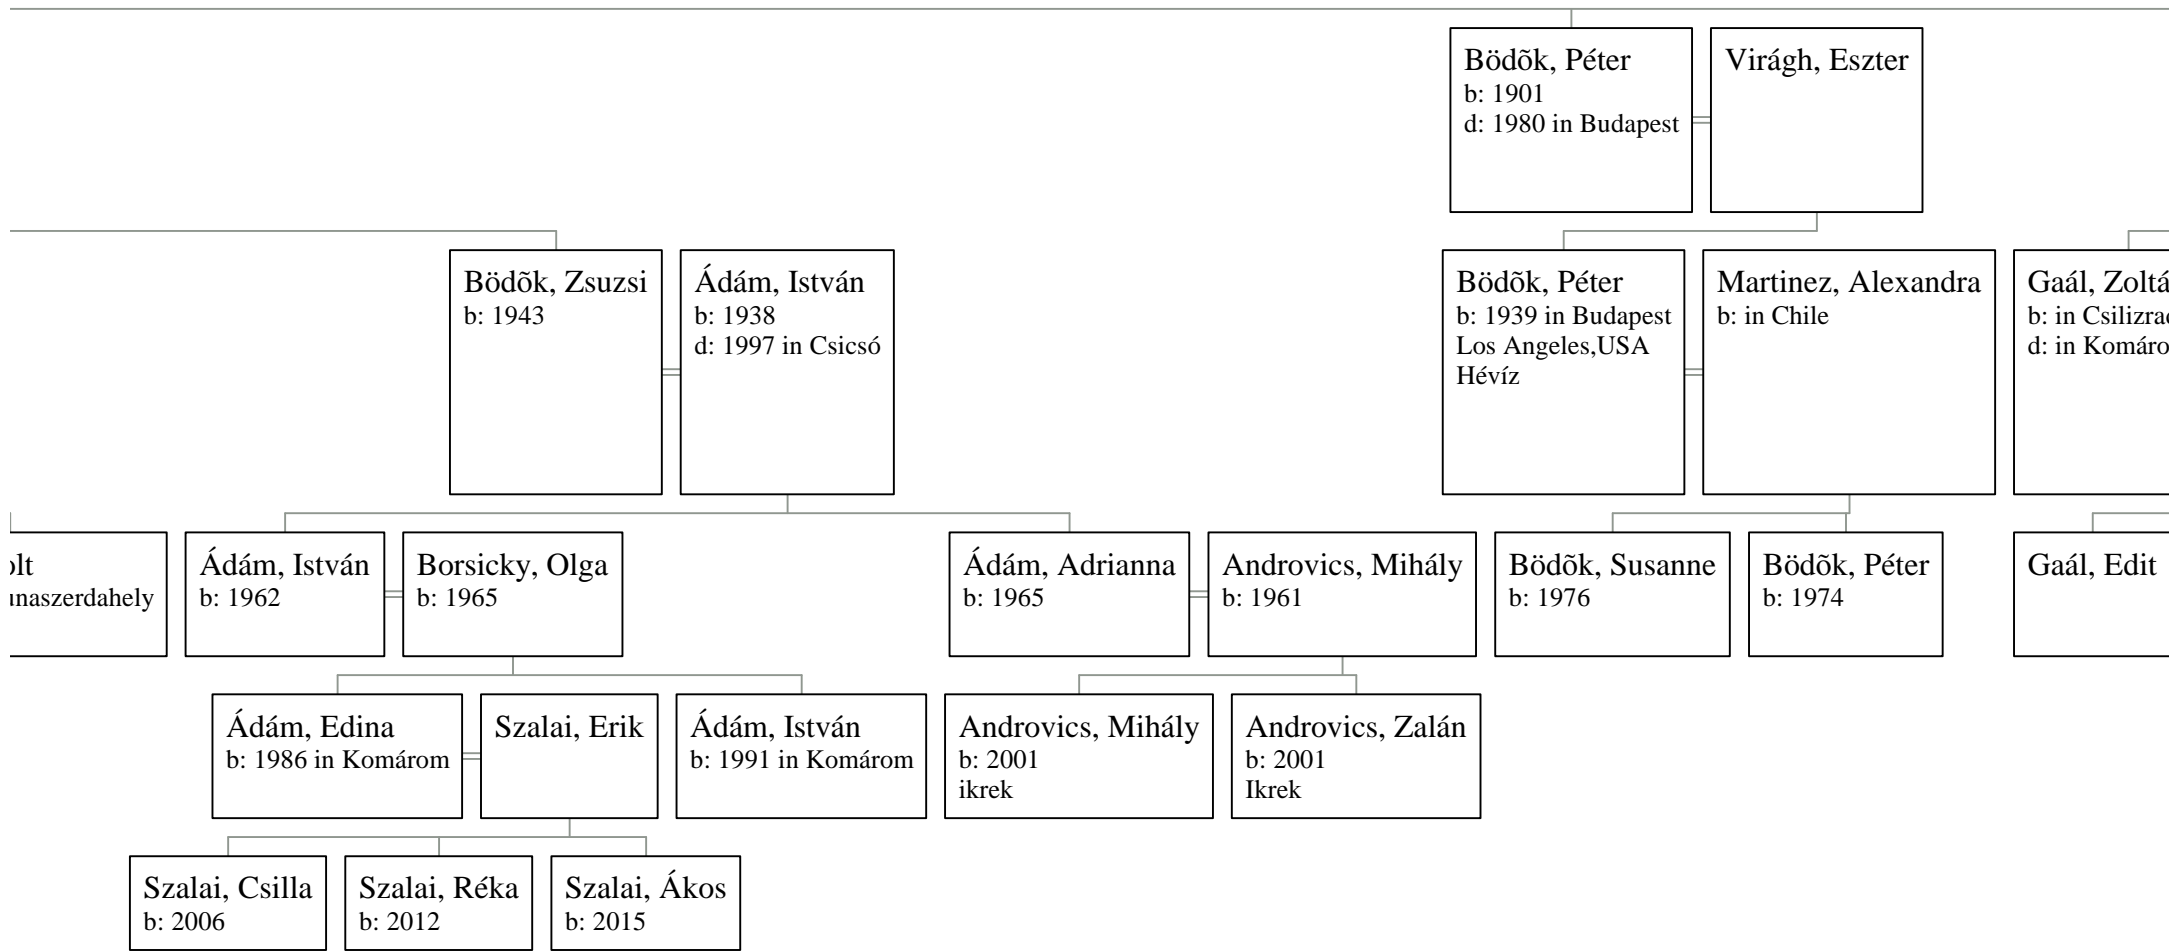 Bödõk, Péter
b: 1901
d: 1980 in Budapest
Virágh, Eszter
Bödõk, Zsuzsi
b: 1943
Ádám, István
b: 1938
d: 1997 in Csicsó
Bödõk, Péter
b: 1939 in Budapest
Los Angeles,USA
Hévíz
Martinez, Alexandra
b: in Chile
Gaál,
b: in
d: in
Ádám, István
b: 1962
Borsicky, Olga
b: 1965
Ádám, Adrianna
b: 1965
Androvics, Mihály
b: 1961
Bödõk, Susanne
b: 1976
Bödõk, Péter
b: 1974
Gaál, Edit
Ádám, Edina
b: 1986 in Komárom
Szalai, Erik
Ádám, István
b: 1991 in Komárom
Androvics, Mihály
b: 2001
ikrek
Androvics, Zalán
b: 2001
Ikrek
Szalai, Csilla
b: 2006
Szalai, Réka
b: 2012
Szalai, Ákos
b: 2015